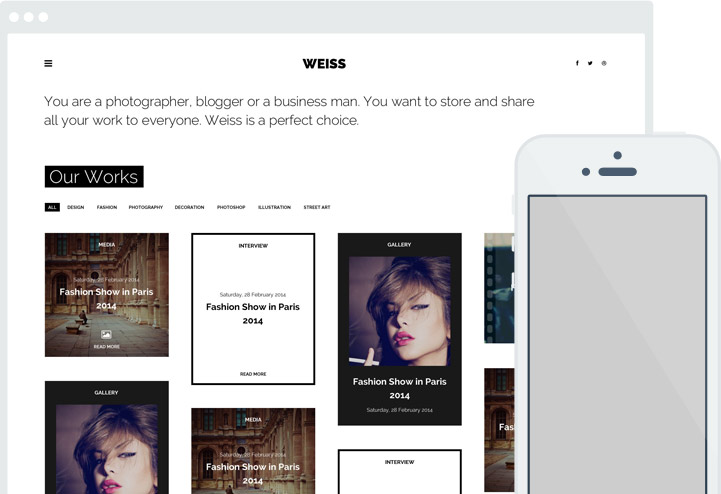 WEISS
You are a photographer, blogger or a business man. You want to store and share
all your work to everyone. Weiss is a perfect choice.
Our Works
ALL DESIGN FASHION PHOTOGRAPHY DECORATION PHOTOSHOP ILLUSTRATION STREET ART
MEDIA
Saturday, 28 February 2014
Fashion Show in Paris
2014
READ MORE
INTERVIEW
Saturday, 28 February 2014
Fashion Show in Paris
2014
READ MORE
GALLERY
Fashion Show in Paris
2014
Saturday, 28 February 2014
GALLERY
MEDIA
Saturday, 28 February 2014
Fashion Show in Paris
2014
INTERVIEW